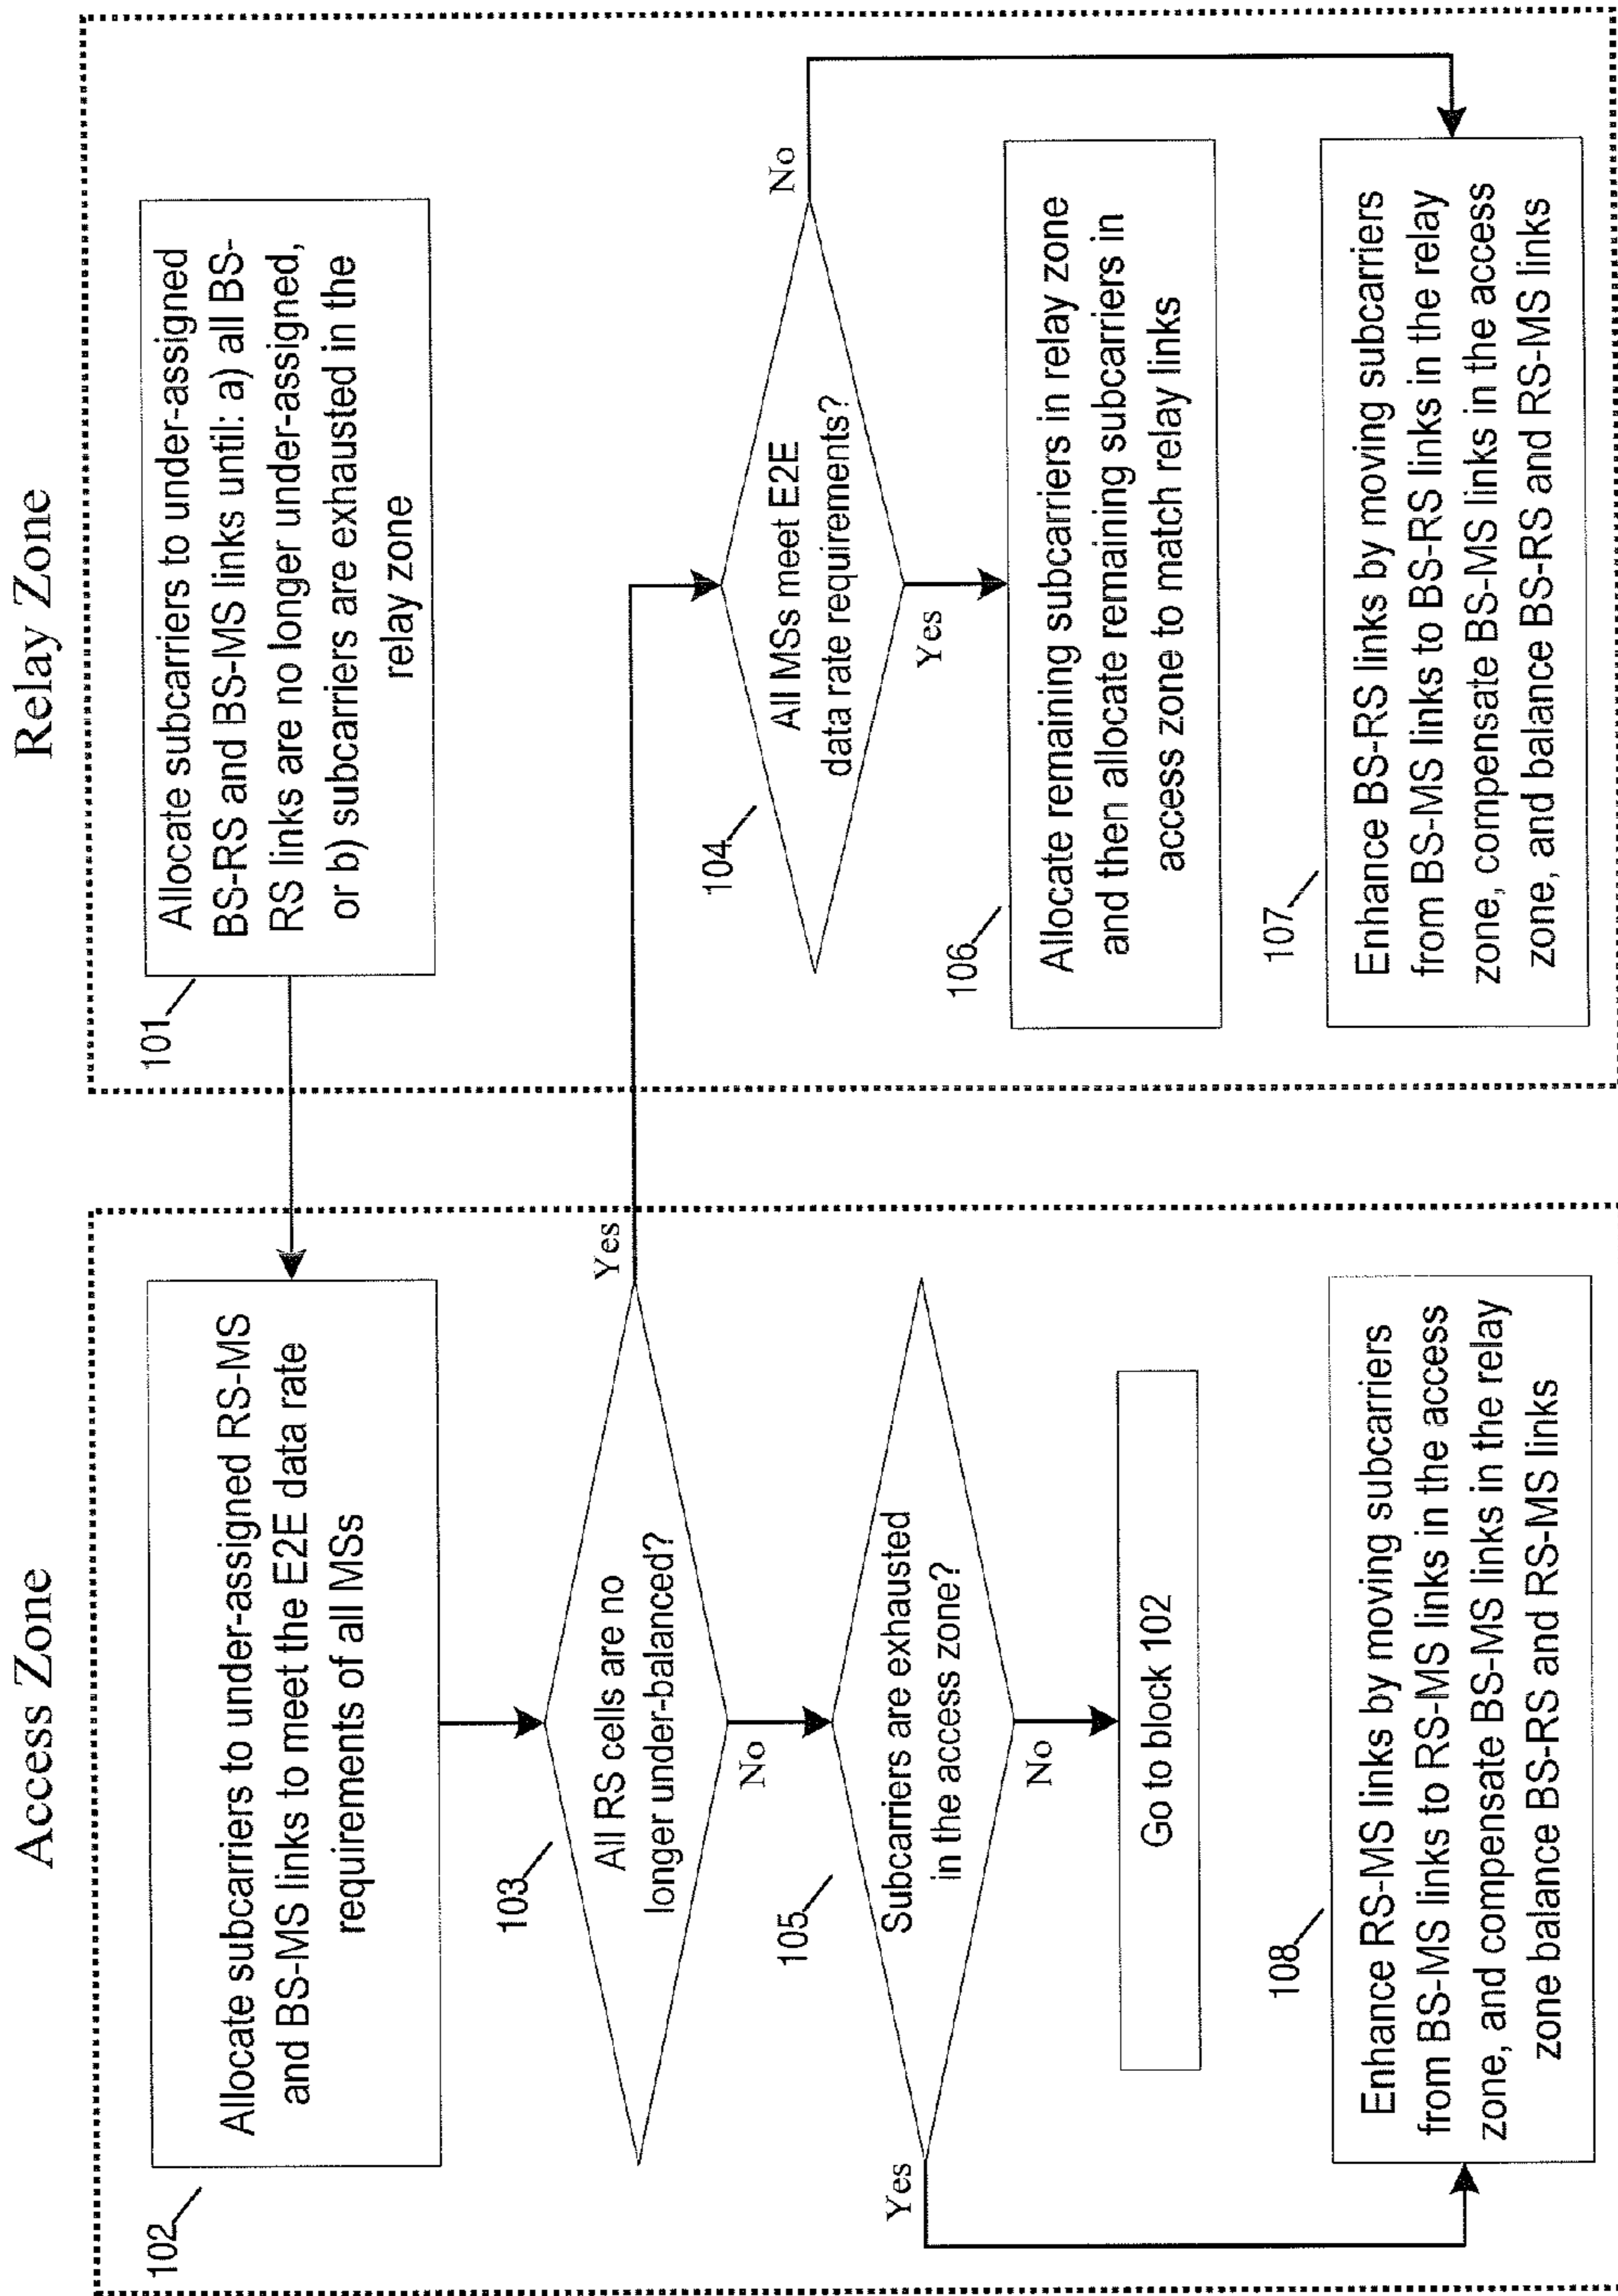 Access Zone
102
Allocate subcarriers to under-assigned RS-MS
and BS-MS links to meet the E2E data rate
requirements of all MSs
103
All RS cells are no
longer under-balanced?
Yes
No
105
Subcarriers are exhausted
in the access zone?
Yes
No
Go to block 102
108
Enhance RS-MS links by moving subcarriers
from BS-MS links to RS-MS links in the access
zone, and compensate BS-MS links in the relay
zone balance BS-RS and RS-MS links
Relay Zone
101
Allocate subcarriers to under-assigned
BS-RS and BS-MS links until: a) all BS-
RS links are no longer under-assigned,
or b) subcarriers are exhausted in the
relay zone
104
All MSs meet E2E
data rate requirements?
No
Yes
106
Allocate remaining subcarriers in relay zone
and then allocate remaining subcarriers in
access zone to match relay links
107
Enhance BS-RS links by moving subcarriers
from BS-MS links to BS-RS links in the relay
zone, compensate BS-MS links in the access
zone, and balance BS-RS and RS-MS links